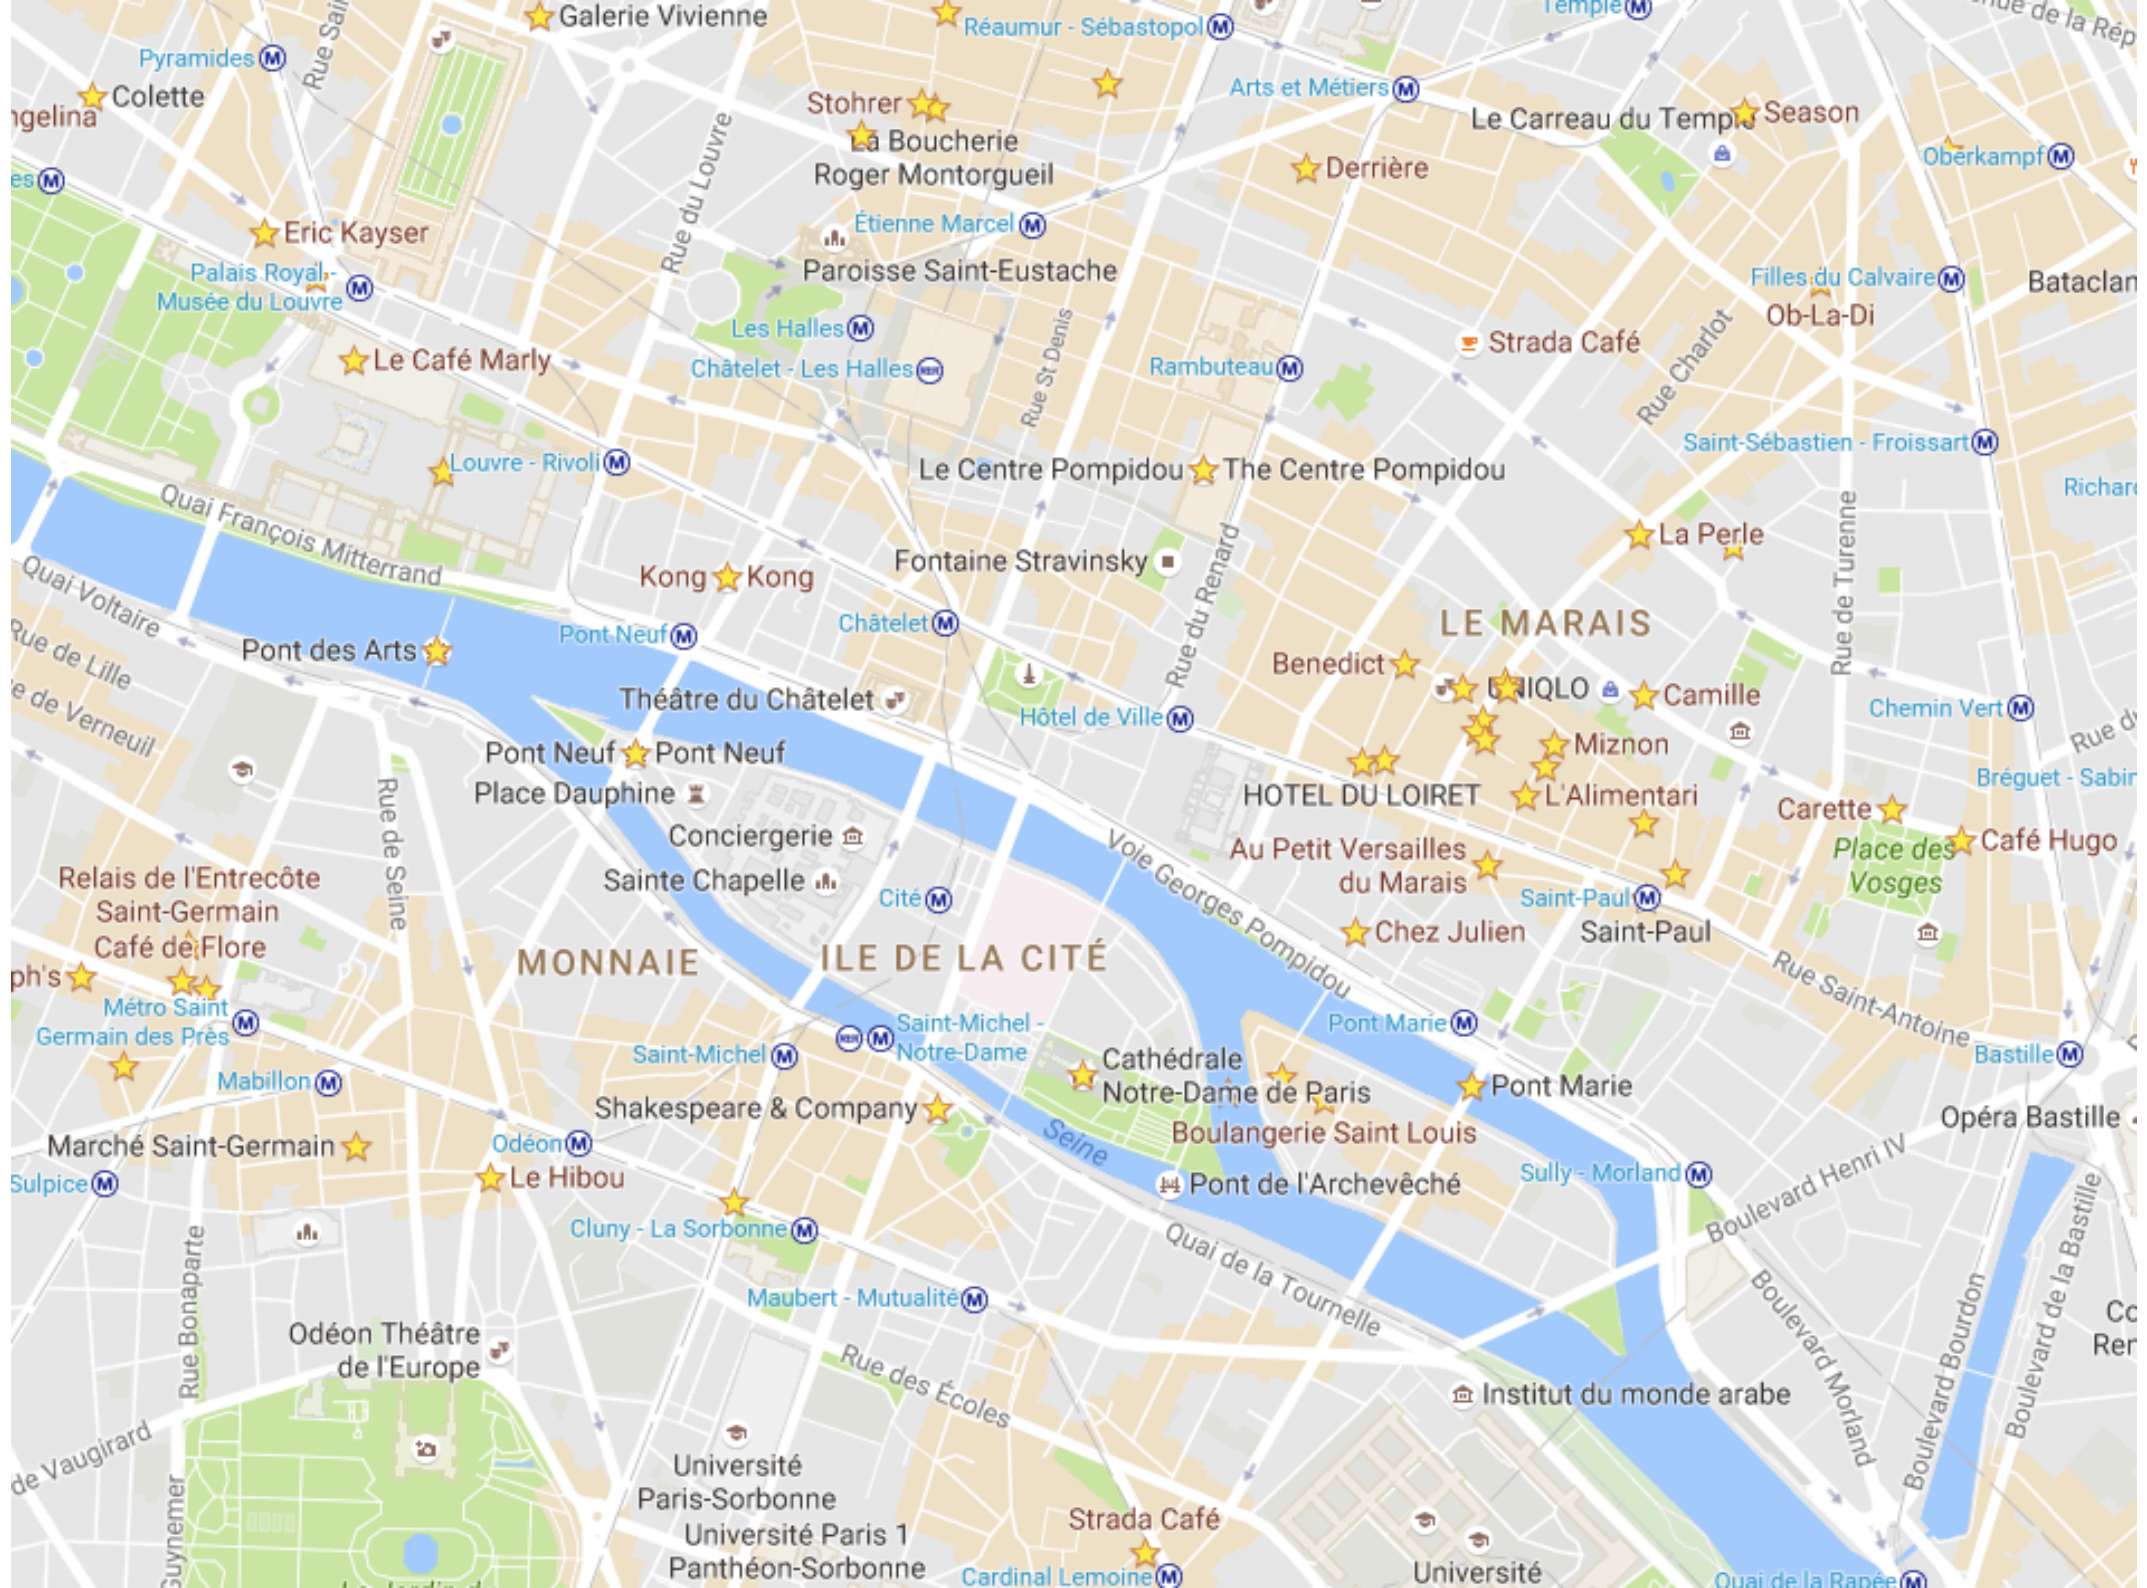 Galerie Vivienne
Réaumur - Sébastopol
Temple
Pyramides
Colette
ngelina
Stohrer
Arts et Métiers
Le Carreau du Temple
Season
La Boucherie
Roger Montorgueil
Derrière
Oberkampf
es
Rue du Louvre
Étienne Marcel
Eric Kayser
Paroisse Saint-Eustache
Palais Royal -
Musée du Louvre
Filles du Calvaire
Bataclan
Ob-La-Di
Les Halles
Strada Café
Le Café Marly
Châtelet - Les Halles
Rue St Denis
Rambuteau
Rue Charlot
Louvre - Rivoli
Le Centre Pompidou
The Centre Pompidou
Saint-Sébastien - Froissart
Richard
Quai François Mitterrand
Fontaine Stravinsky
La Perle
Rue de Turenne
Quai Voltaire
Kong
Kong
Rue du Renard
Rue de Lille
Pont Neuf
Châtelet
LE MARAIS
Pont des Arts
e de Verneuil
Benedict
Théâtre du Châtelet
UNIQLO
Camille
Hôtel de Ville
Chemin Vert
Rue du
Pont Neuf
Pont Neuf
Miznon
Bréguet - Sabin
Place Dauphine
HOTEL DU LOIRET
L'Alimentari
Carette
Rue de Seine
Conciergerie
Voie Georges Pompidou
Au Petit Versailles
du Marais
Place des
Vosges
Café Hugo
Relais de l'Entrecôte
Saint-Germain
Sainte Chapelle
Cité
Saint-Paul
Saint-Paul
Café de Flore
MONNAIE
ILE DE LA CITÉ
Chez Julien
ph's
Rue Saint-Antoine
Métro Saint
Germain des Près
Saint-Michel -
Notre-Dame
Pont Marie
Saint-Michel
Bastille
Mabillon
Cathédrale
Notre-Dame de Paris
Pont Marie
Shakespeare & Company
Opéra Bastille
Marché Saint-Germain
Odéon
Seine
Boulangerie Saint Louis
Sulpice
Le Hibou
Pont de l'Archevêché
Sully - Morland
Boulevard Henri IV
Cluny - La Sorbonne
Quai de la Tournelle
Rue Bonaparte
Maubert - Mutualité
Boulevard Bourdon
Boulevard de la Bastille
Odéon Théâtre
de l'Europe
Boulevard Morland
Co
Ren
Rue des Écoles
Institut du monde arabe
de Vaugirard
Université
Paris-Sorbonne
Guynemer
Strada Café
Université Paris 1
Panthéon-Sorbonne
Cardinal Lemoine
Université
Quai de la Rapée